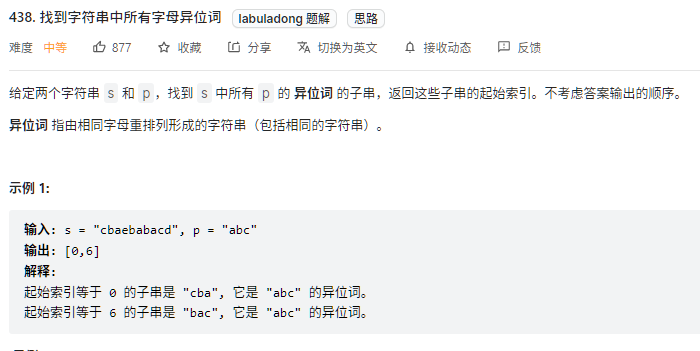 438. 找到字符串中所有字母异位词 labuladong 题解 思路
难度 中等 877 收藏 分享 切换为英文 接收动态 反馈
给定两个字符串 s 和 p，找到 s 中所有 p 的 异位词 的子串，返回这些子串的起始索引。不考虑答案输出的顺序。
异位词 指由相同字母重排列形成的字符串（包括相同的字符串）。
示例 1:
输入: s = "cbaebabacd", p = "abc"
输出: [0,6]
解释:
起始索引等于 0 的子串是 "cba", 它是 "abc" 的异位词。
起始索引等于 6 的子串是 "bac", 它是 "abc" 的异位词。